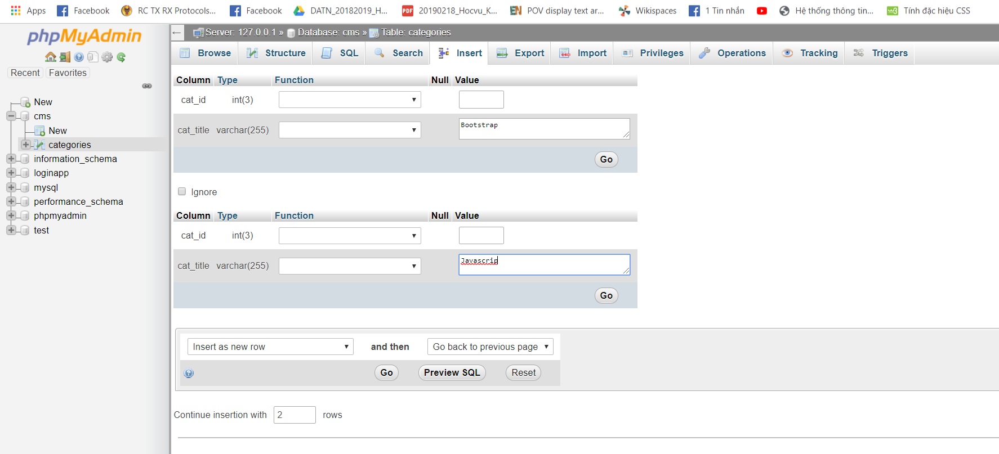 Apps Facebook RC TX RX Protocols... Facebook DATN_20182019_H... PDF 20190218_Hocvu_K... EN POV display text ar... Wikispaces 1 Tin nhắn Hệ thống thông tin... w3 Tính đặc hiệu CSS
phpMyAdmin
Recent Favorites
New
cms
New
categories
information_schema
loginapp
mysql
performance_schema
phpmyadmin
test
← Server: 127.0.0.1 » Database: cms » Table: categories
Browse Structure SQL Search Insert Export Import Privileges Operations Tracking Triggers
Column Type Function Null Value
cat_id int(3)
cat_title varchar(255) Bootstrap
Go
Ignore
Column Type Function Null Value
cat_id int(3)
cat_title varchar(255) Javascrip
Go
Insert as new row and then Go back to previous page
Go Preview SQL Reset
Continue insertion with 2 rows